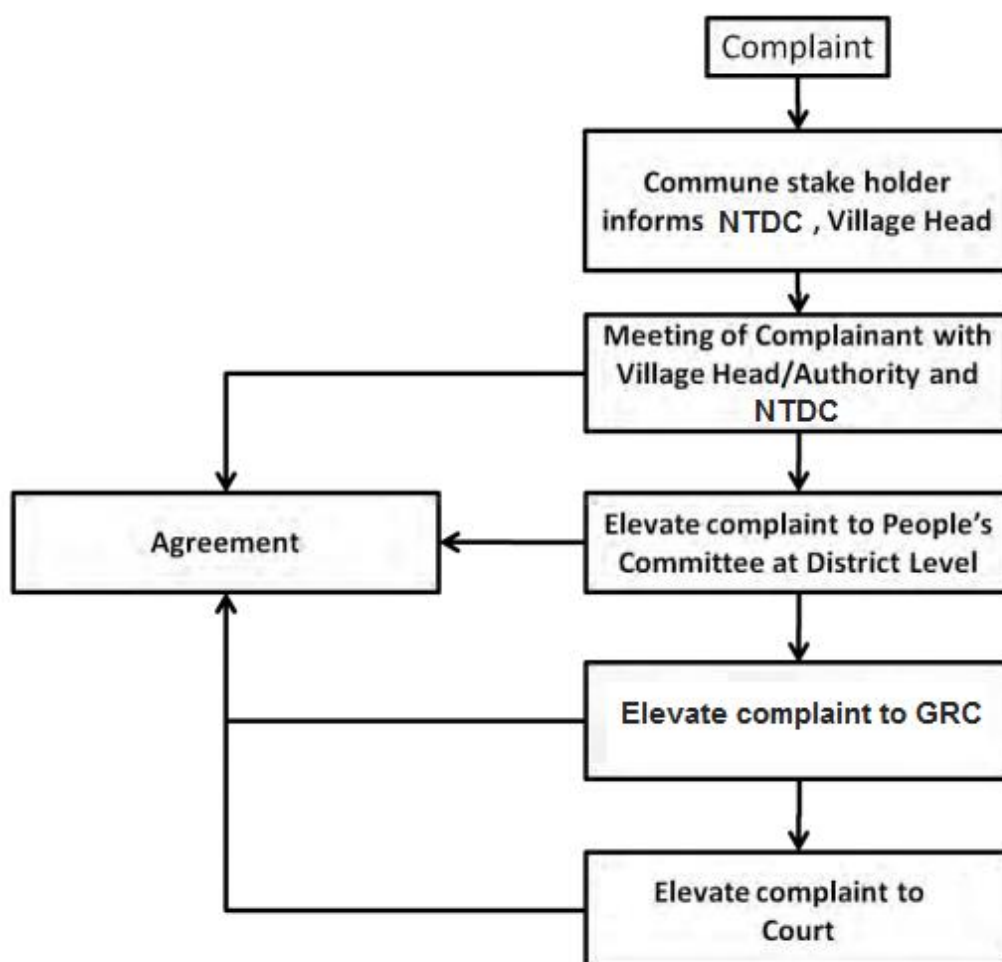 Complaint
Commune stake holder
informs NTDC , Village Head
Meeting of Complainant with
Village Head/Authority and
NTDC
Agreement
Elevate complaint to People’s
Committee at District Level
Elevate complaint to GRC
Elevate complaint to
Court